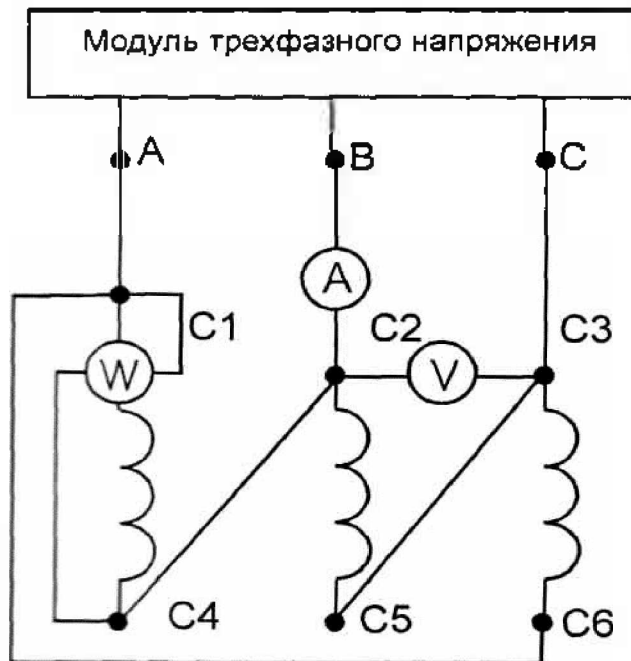 Модуль трехфазного напряжения
A B C
A
C1 C2 C3
W V
C4 C5 C6